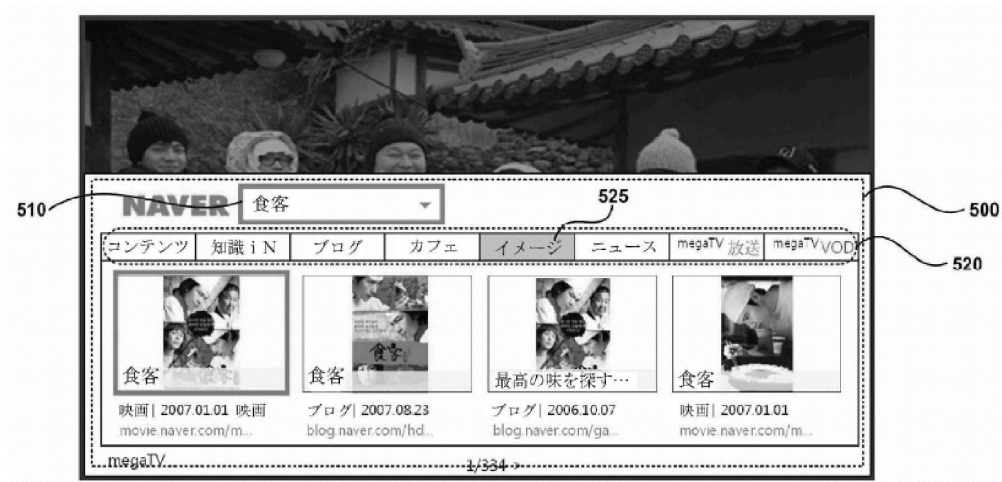 510
NAVER 食客
525
500
コンテンツ 知識iN ブログ カフェ イメージ ニュース megaTV 放送 megaTV VOD
520
食客 食客 最高の味を探す… 食客
映画| 2007.01.01 映画 ブログ| 2007.08.23 ブログ| 2006.10.07 映画| 2007.01.01
movie.naver.com/m... blog.naver.com/hd... blog.naver.com/ga... movie.naver.com/m...
megaTV 1/334 >